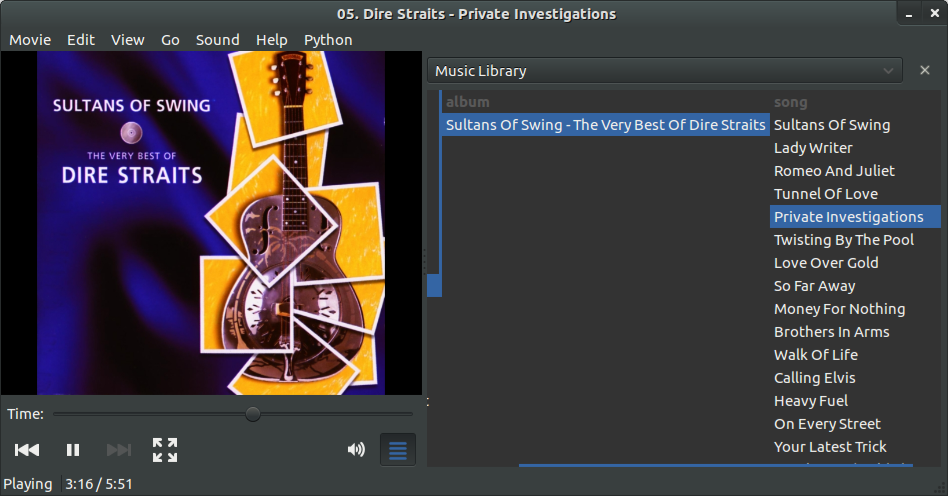 05. Dire Straits - Private Investigations
Movie Edit View Go Sound Help Python
SULTANS OF SWING
THE VERY BEST OF
DIRE STRAITS
Music Library
album song
Sultans Of Swing - The Very Best Of Dire Straits Sultans Of Swing
Lady Writer
Romeo And Juliet
Tunnel Of Love
Private Investigations
Twisting By The Pool
Love Over Gold
So Far Away
Money For Nothing
Brothers In Arms
Walk Of Life
Calling Elvis
Heavy Fuel
On Every Street
Your Latest Trick
Time:
Playing 3:16 / 5:51